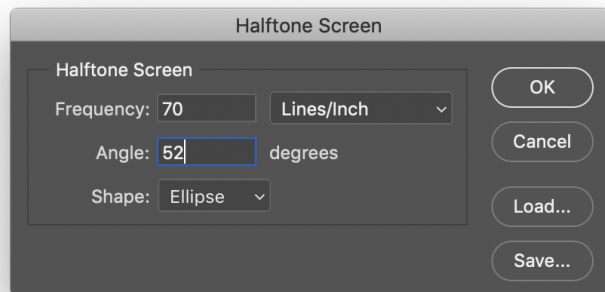 Halftone Screen
Halftone Screen
Frequency: 70 Lines/Inch
Angle: 52 degrees
Shape: Ellipse
OK
Cancel
Load...
Save...